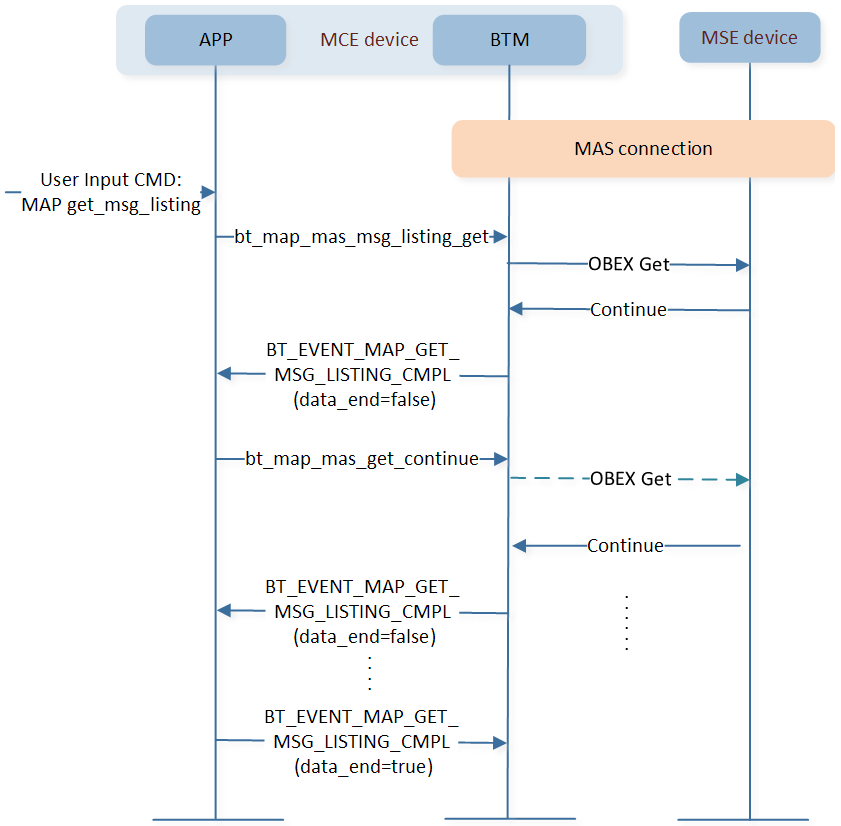 APP
MCE device
BTM
MSE device
MAS connection
User Input CMD:
MAP get_msg_listing
bt_map_mas_msg_listing_get
OBEX Get
Continue
BT_EVENT_MAP_GET_
MSG_LISTING_CMPL
(data_end=false)
bt_map_mas_get_continue
OBEX Get
Continue
BT_EVENT_MAP_GET_
MSG_LISTING_CMPL
(data_end=false)
BT_EVENT_MAP_GET_
MSG_LISTING_CMPL
(data_end=true)